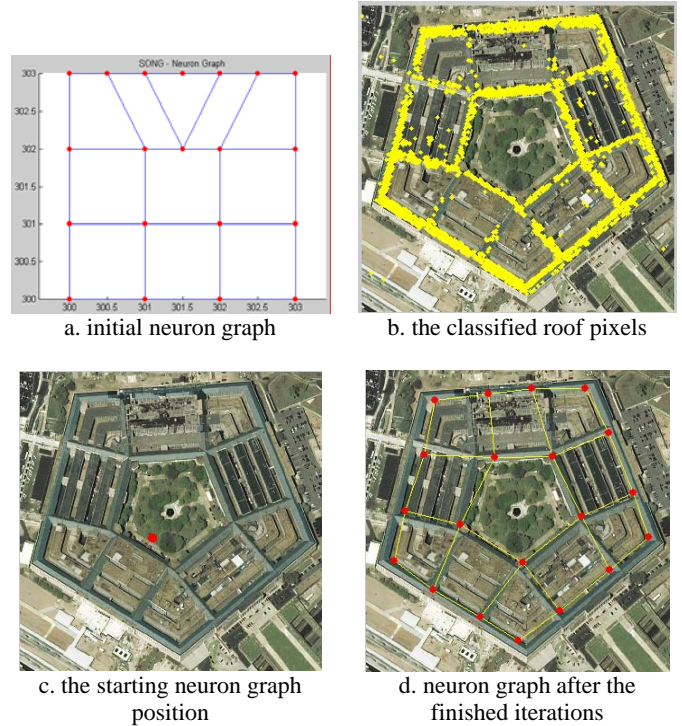 SONG - Neuron Graph
303
302.5
302
301.5
301
300.5
300
300 300.5 301 301.5 302 302.5 303
a. initial neuron graph
b. the classified roof pixels
c. the starting neuron graph
position
d. neuron graph after the
finished iterations